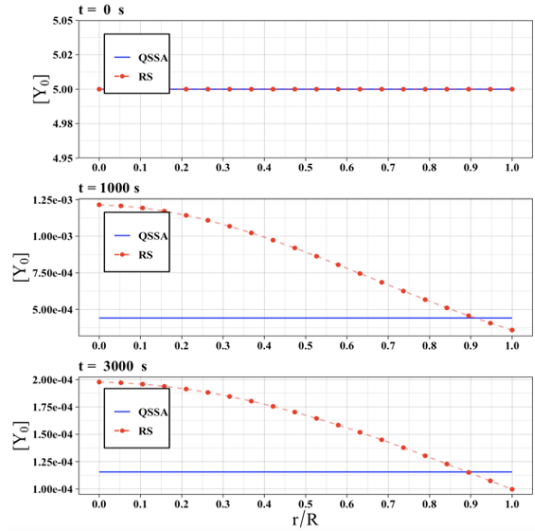 t = 0 s
5.05
5.02
5.00
4.98
4.95
[Y0]
QSSA
RS
0.0 0.1 0.2 0.3 0.4 0.5 0.6 0.7 0.8 0.9 1.0
t = 1000 s
1.25e-03
1.00e-03
7.50e-04
5.00e-04
[Y0]
QSSA
RS
0.0 0.1 0.2 0.3 0.4 0.5 0.6 0.7 0.8 0.9 1.0
t = 3000 s
2.00e-04
1.75e-04
1.50e-04
1.25e-04
1.00e-04
[Y0]
QSSA
RS
0.0 0.1 0.2 0.3 0.4 0.5 0.6 0.7 0.8 0.9 1.0
r/R